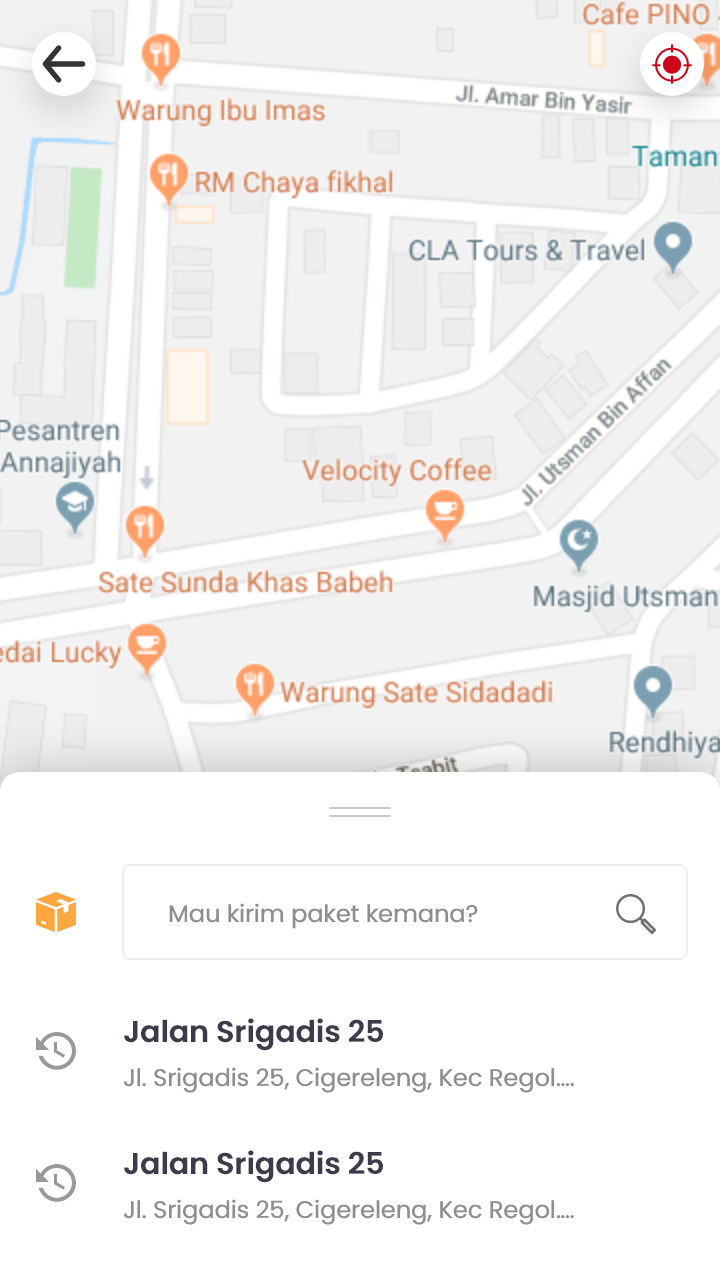 Cafe PINO
Warung Ibu Imas
Jl. Amar Bin Yasir
Taman
RM Chaya fikhal
CLA Tours & Travel
Jl. Utsman Bin Affan
Pesantren
Annajiyah
Velocity Coffee
Sate Sunda Khas Babeh
Masjid Utsman
edai Lucky
Warung Sate Sidadadi
Rendhiya
Tsabit
Mau kirim paket kemana?
Jalan Srigadis 25
Jl. Srigadis 25, Cigereleng, Kec Regol....
Jalan Srigadis 25
Jl. Srigadis 25, Cigereleng, Kec Regol....